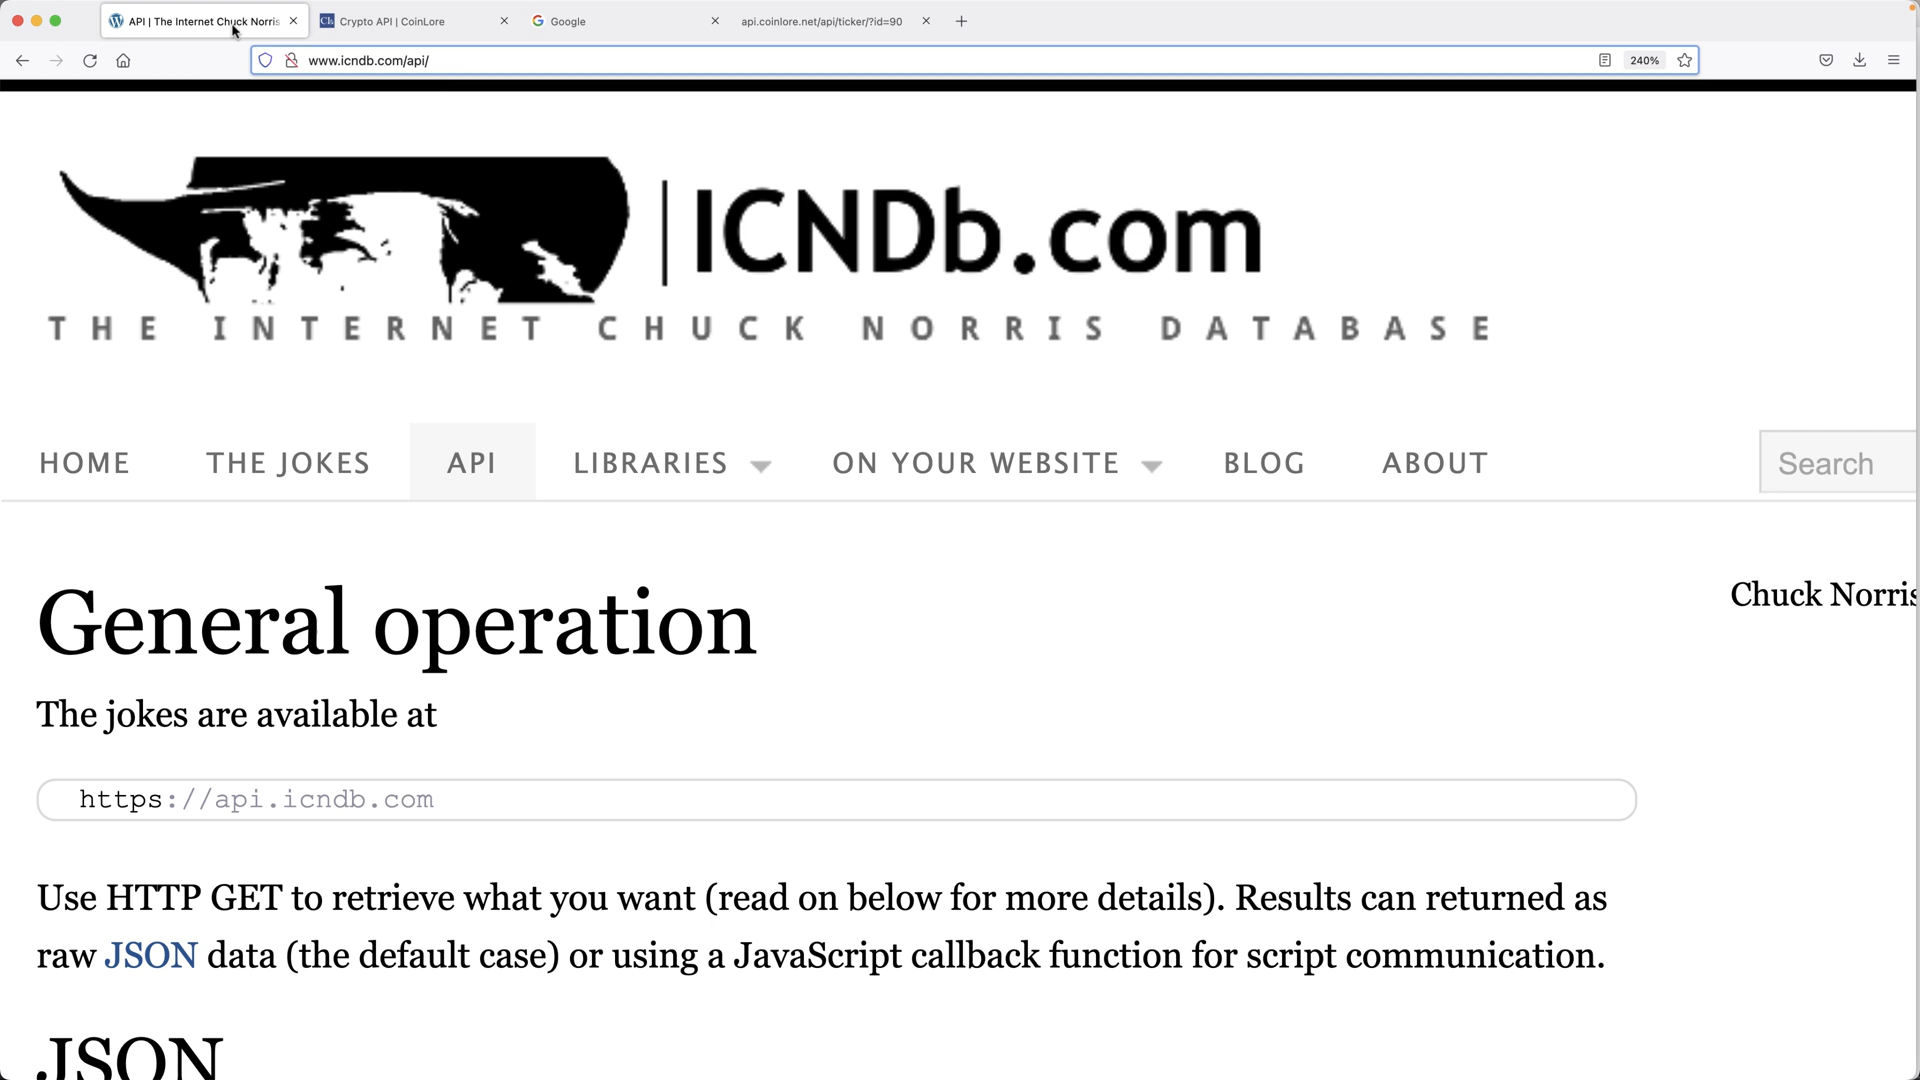 API | The Internet Chuck Norris
Crypto API | CoinLore
Google
api.coinlore.net/api/ticker/?id=90
www.icndb.com/api/
240%
ICNDb.com
THE INTERNET CHUCK NORRIS DATABASE
HOME
THE JOKES
API
LIBRARIES
ON YOUR WEBSITE
BLOG
ABOUT
Search
General operation
Chuck Norris
The jokes are available at
https://api.icndb.com
Use HTTP GET to retrieve what you want (read on below for more details). Results can returned as
raw JSON data (the default case) or using a JavaScript callback function for script communication.
JSON